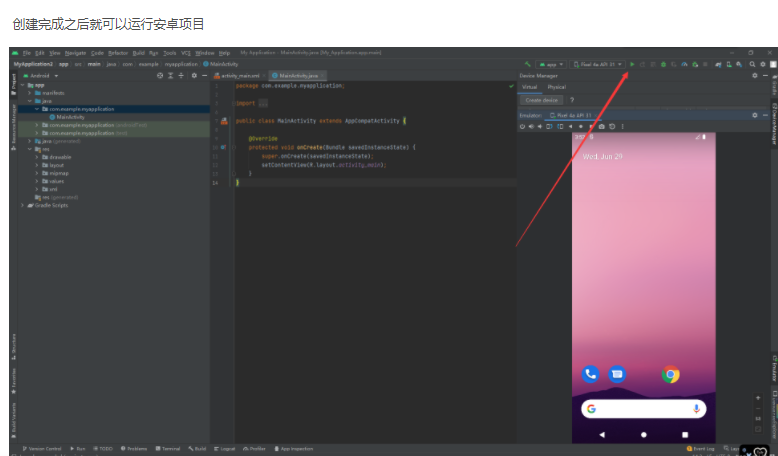 创建完成之后就可以运行安卓项目
File Edit View Navigate Code Refactor Build Run Tools VCS Window Help My Application - MainActivity.java [My_Application.app.main]
MyApplication2 app src main java com example myapplication MainActivity
app Pixel 4a API 31
Android
activity_main.xml MainActivity.java
Device Manager
app
manifests
java
com.example.myapplication
MainActivity
com.example.myapplication (androidTest)
com.example.myapplication (test)
java (generated)
res
drawable
layout
mipmap
values
xml
res (generated)
Gradle Scripts
package com.example.myapplication;
import ...
public class MainActivity extends AppCompatActivity {
@Override
protected void onCreate(Bundle savedInstanceState) {
super.onCreate(savedInstanceState);
setContentView(R.layout.activity_main);
}
}
Virtual Physical
Create device ?
Emulator: Pixel 4a API 31
Wed, Jun 29
G
Project
Resource Manager
Structure
Favorites
Build Variants
Device Manager
Emulator
Version Control Run TODO Problems Terminal Build Logcat Profiler App Inspection
Event Log